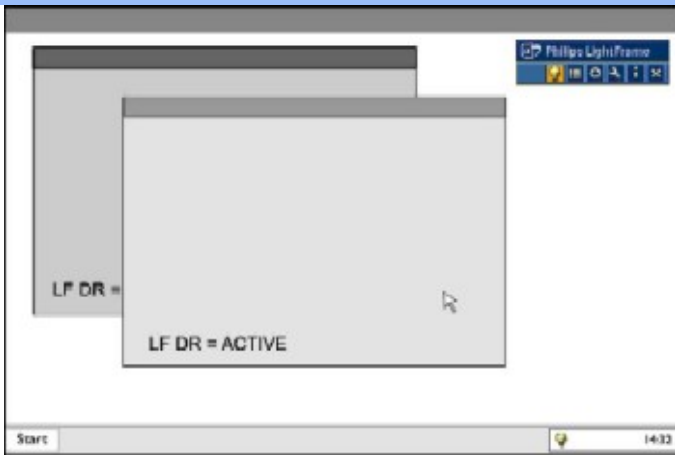 Philips LightFrame
LF DR =
LF DR = ACTIVE
Start
14:33